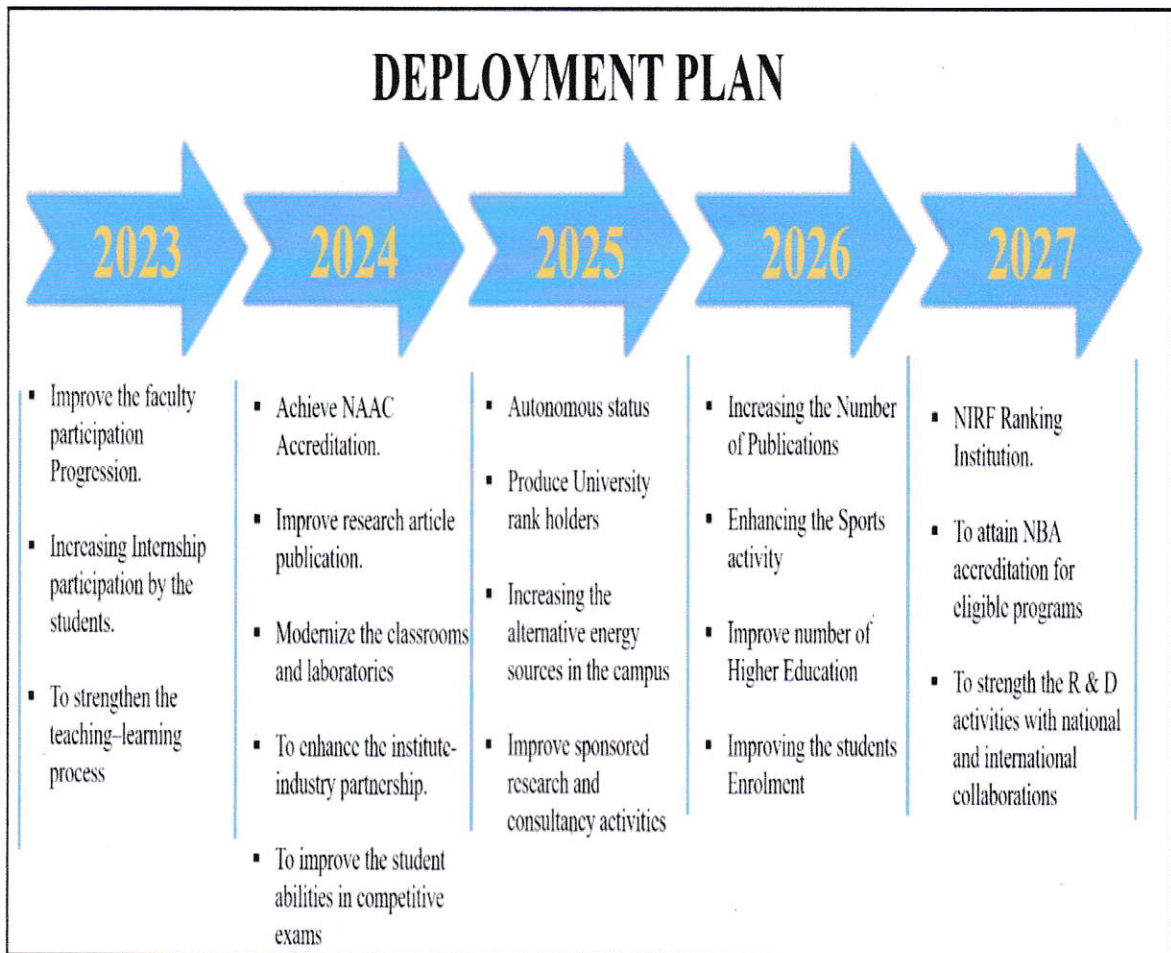 DEPLOYMENT PLAN
2023
2024
2025
2026
2027
▪ Improve the faculty
participation
Progression.
▪ Increasing Internship
participation by the
students.
▪ To strengthen the
teaching–learning
process
▪ Achieve NAAC
Accreditation.
▪ Improve research article
publication.
▪ Modernize the classrooms
and laboratories
▪ To enhance the institute-
industry partnership.
▪ To improve the student
abilities in competitive
exams
▪ Autonomous status
▪ Produce University
rank holders
▪ Increasing the
alternative energy
sources in the campus
▪ Improve sponsored
research and
consultancy activities
▪ Increasing the Number
of Publications
▪ Enhancing the Sports
activity
▪ Improve number of
Higher Education
▪ Improving the students
Enrolment
▪ NIRF Ranking
Institution.
▪ To attain NBA
accreditation for
eligible programs
▪ To strength the R & D
activities with national
and international
collaborations